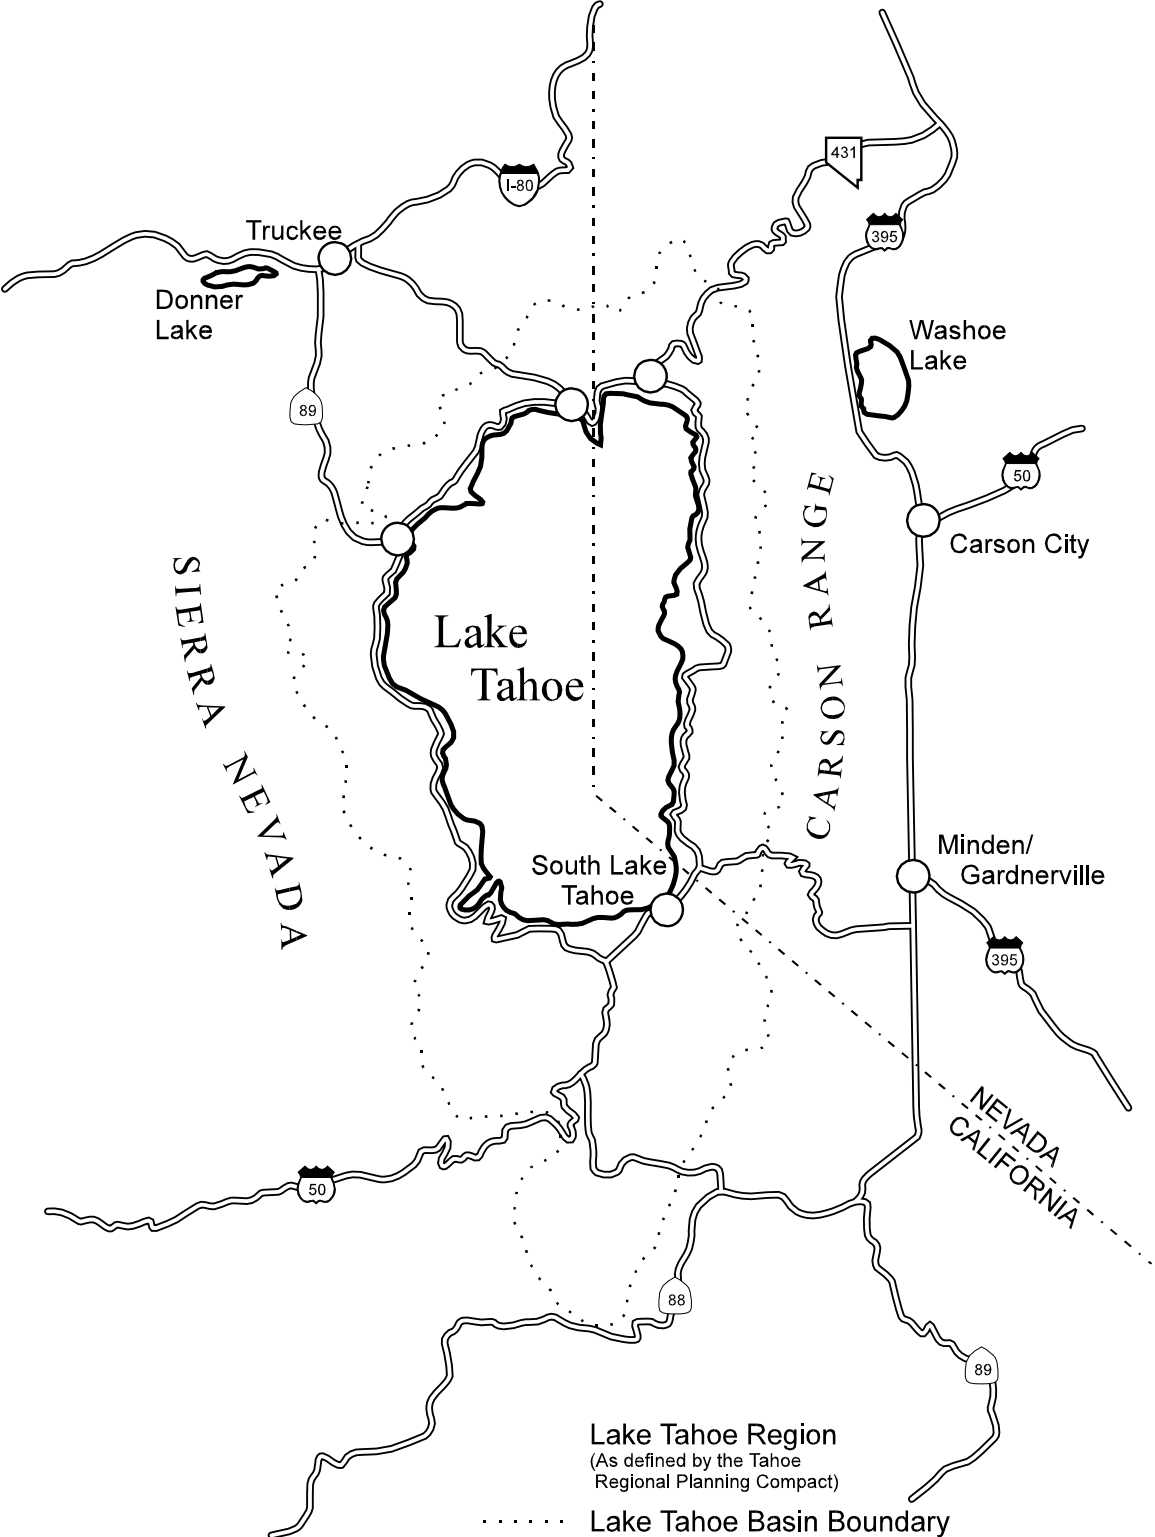 431
I-80
395
Truckee
Donner
Lake
Washoe
Lake
89
50
Carson City
SIERRA NEVADA
CARSON RANGE
Lake
Tahoe
South Lake
Tahoe
Minden/
Gardnerville
395
NEVADA
CALIFORNIA
50
88
89
Lake Tahoe Region
(As defined by the Tahoe
Regional Planning Compact)
Lake Tahoe Basin Boundary